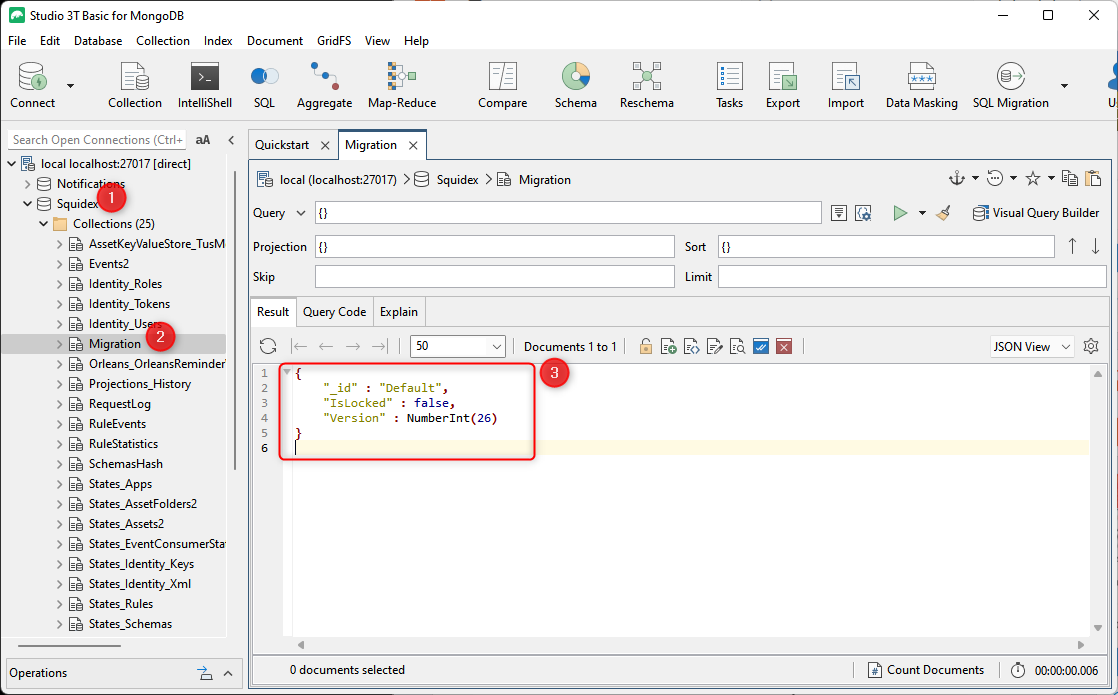 Studio 3T Basic for MongoDB
File Edit Database Collection Index Document GridFS View Help
Connect Collection IntelliShell SQL Aggregate Map-Reduce Compare Schema Reschema Tasks Export Import Data Masking SQL Migration
Search Open Connections (Ctrl+ aA
local localhost:27017 [direct]
Notifications
Squidex 1
Collections (25)
AssetKeyValueStore_TusM
Events2
Identity_Roles
Identity_Tokens
Identity_Users
Migration 2
Orleans_OrleansReminder
Projections_History
RequestLog
RuleEvents
RuleStatistics
SchemasHash
States_Apps
States_AssetFolders2
States_Assets2
States_EventConsumerSta
States_Identity_Keys
States_Identity_Xml
States_Rules
States_Schemas
Operations
Quickstart Migration
local (localhost:27017) Squidex Migration
Query {} Visual Query Builder
Projection {} Sort {}
Skip Limit
Result Query Code Explain
50 Documents 1 to 1 JSON View
1 {
2 "_id" : "Default",
3 "IsLocked" : false,
4 "Version" : NumberInt(26)
5 }
6
3
0 documents selected Count Documents 00:00:00.006